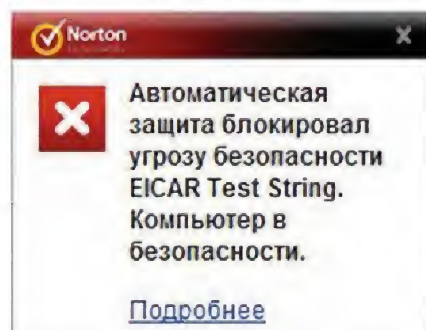 Norton
Автоматическая
защита блокировал
угрозу безопасности
EICAR Test String.
Компьютер в
безопасности.
Подробнее